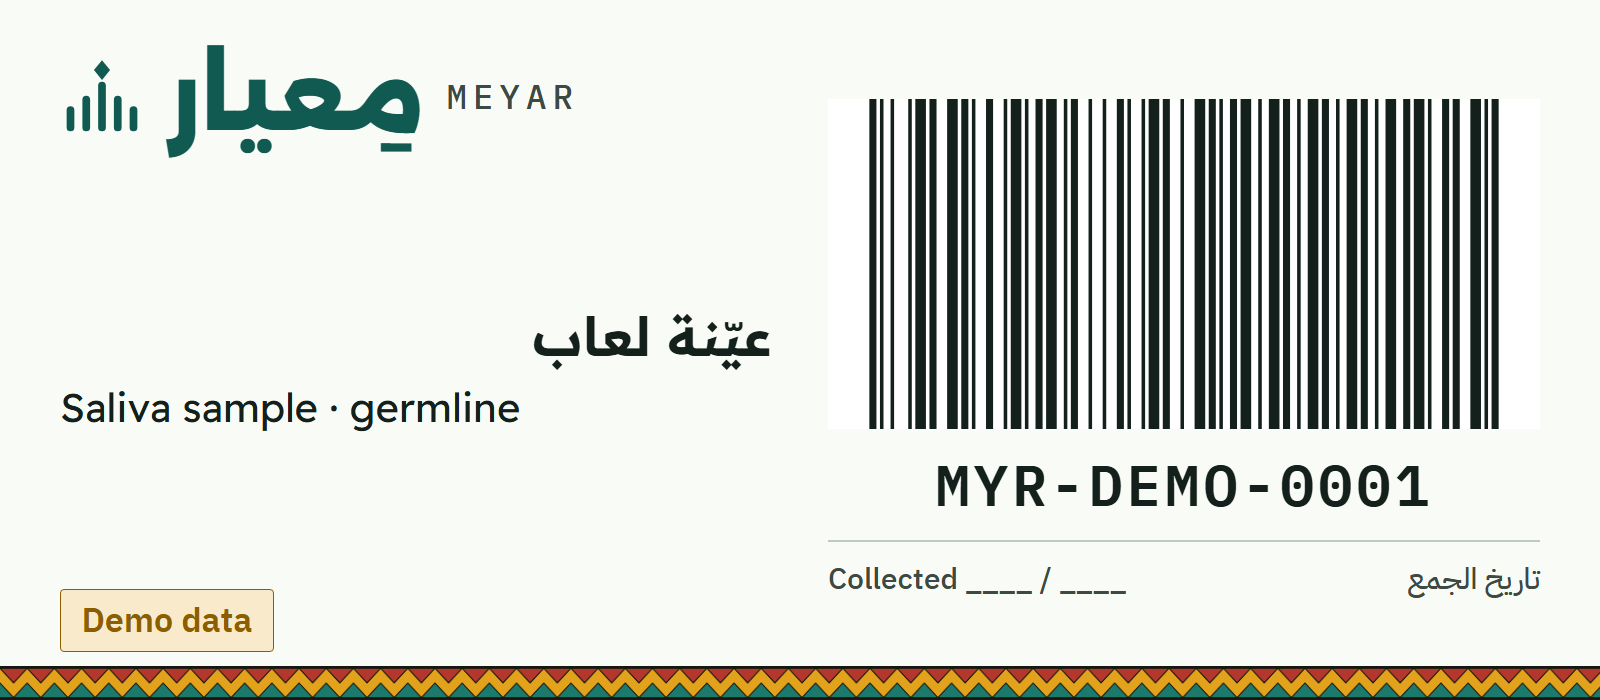 مِعيار MEYAR
عيّنة لعاب
Saliva sample · germline
Demo data
MYR-DEMO-0001
Collected ____ / ____ تاريخ الجمع